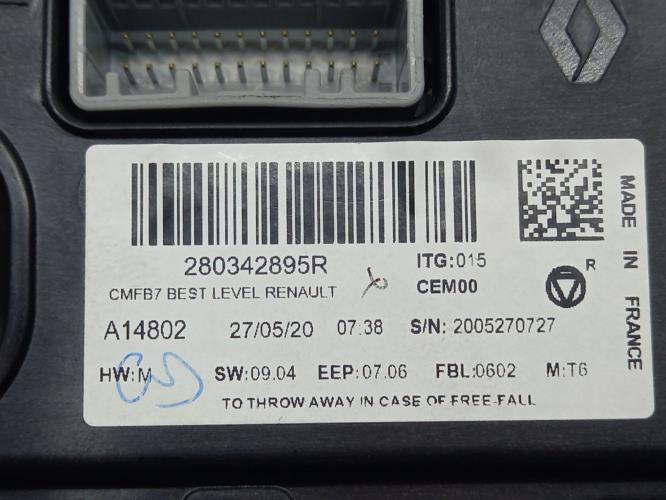 280342895R
ITG:015
CMFB7 BEST LEVEL RENAULT
CEM00
R
A14802 27/05/20 07:38 S/N: 2005270727
HW:M SW:09.04 EEP:07.06 FBL:0602 M:T6
TO THROW AWAY IN CASE OF FREE-FALL
MADE IN FRANCE